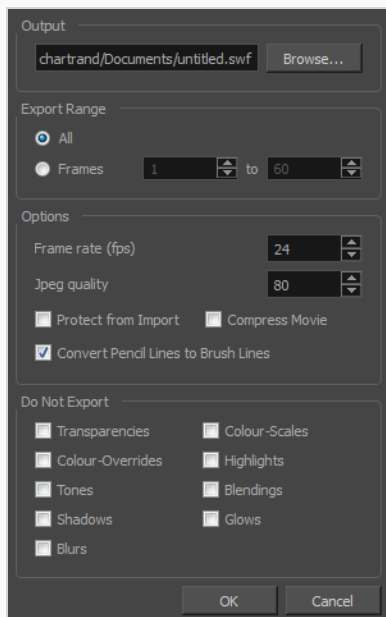 Output
chartrand/Documents/untitled.swf Browse...
Export Range
All
Frames 1 to 60
Options
Frame rate (fps) 24
Jpeg quality 80
Protect from Import Compress Movie
Convert Pencil Lines to Brush Lines
Do Not Export
Transparencies Colour-Scales
Colour-Overrides Highlights
Tones Blendings
Shadows Glows
Blurs
OK Cancel